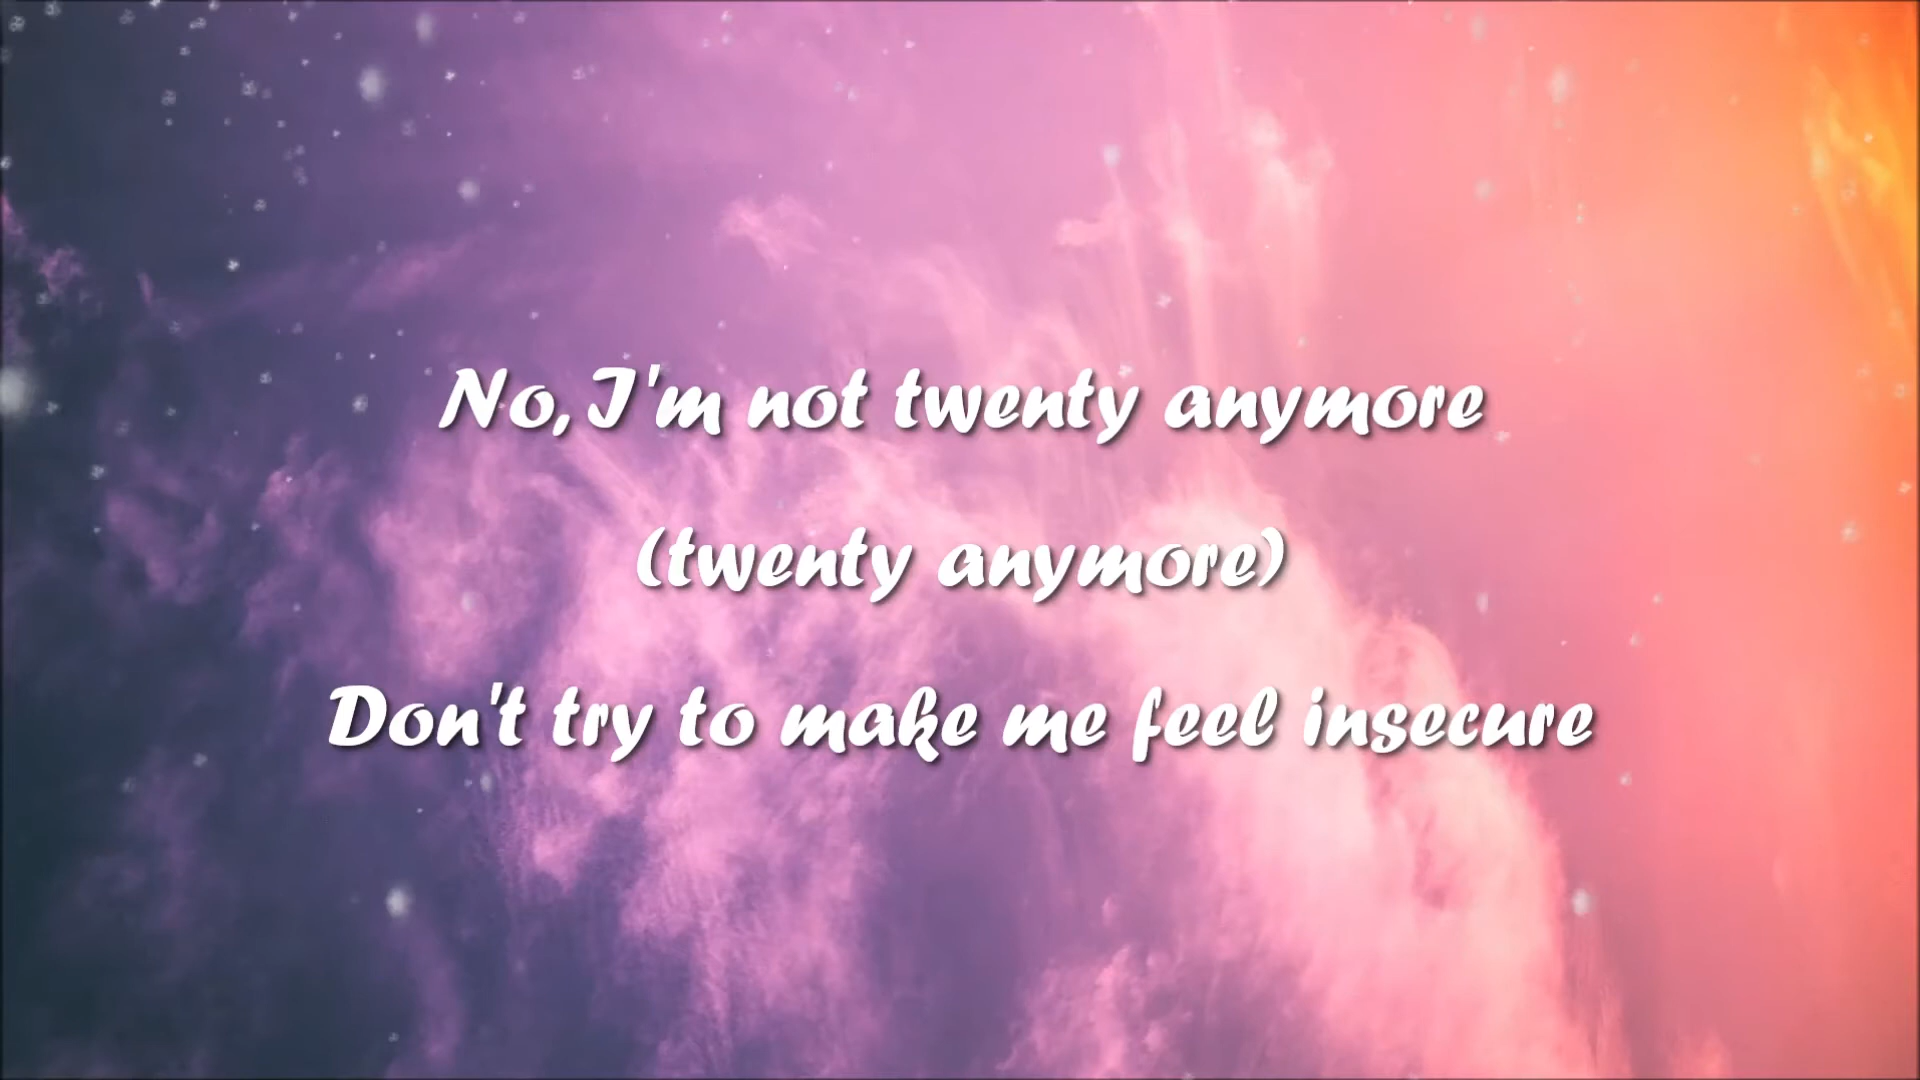 No, I'm not twenty anymore
(twenty anymore)
Don't try to make me feel insecure